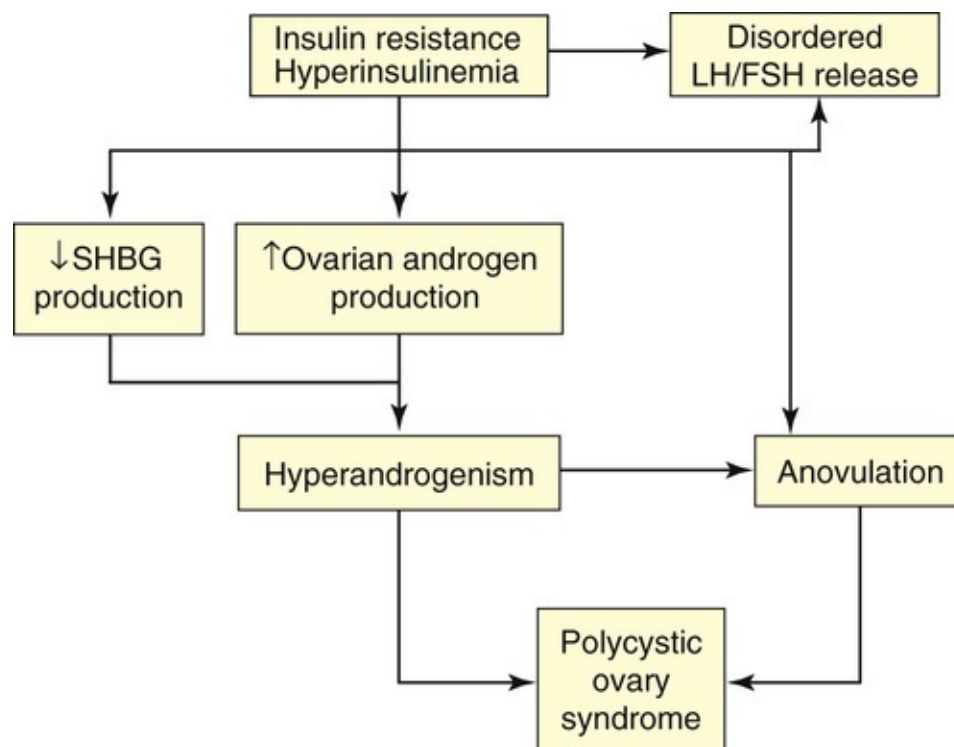 Insulin resistance
Hyperinsulinemia
Disordered
LH/FSH release
↓SHBG
production
↑Ovarian androgen
production
Hyperandrogenism
Anovulation
Polycystic
ovary
syndrome